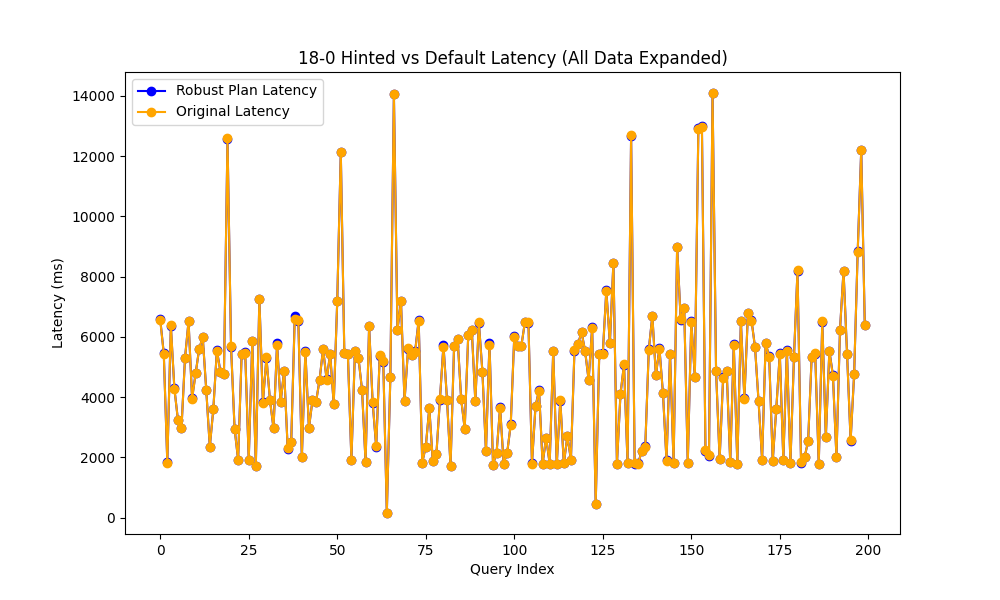 18-0 Hinted vs Default Latency (All Data Expanded)
Robust Plan Latency
Original Latency
14000
12000
10000
8000
6000
4000
2000
0
Latency (ms)
0 25 50 75 100 125 150 175 200
Query Index